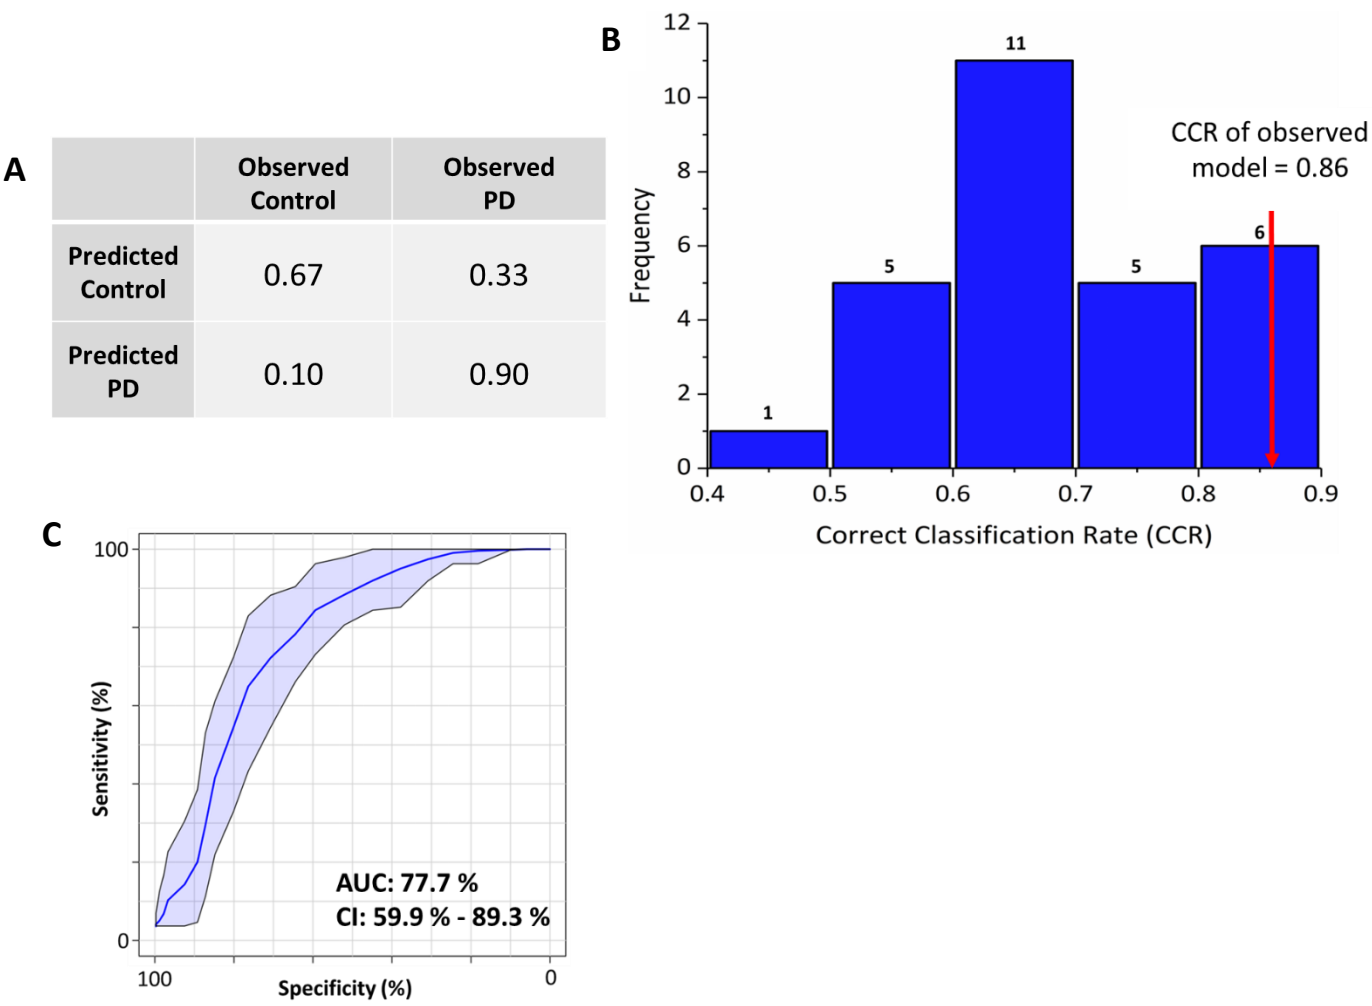 A
Observed Control
Observed PD
Predicted Control
0.67
0.33
Predicted PD
0.10
0.90
B
12
10
8
6
4
2
0
Frequency
1
5
11
5
6
CCR of observed
model = 0.86
0.4
0.5
0.6
0.7
0.8
0.9
Correct Classification Rate (CCR)
C
100
0
Sensitivity (%)
AUC: 77.7 %
CI: 59.9 % - 89.3 %
100
0
Specificity (%)